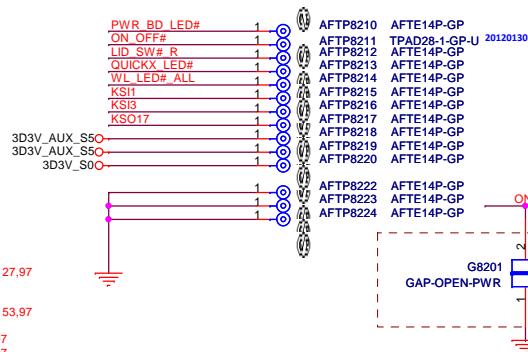 PWR_BD_LED# 1 AFTP8210 AFTE14P-GP
ON_OFF# 1 AFTP8211 TPAD28-1-GP-U 20120130
LID_SW#_R 1 AFTP8212 AFTE14P-GP
QUICKX_LED# 1 AFTP8213 AFTE14P-GP
WL_LED#_ALL 1 AFTP8214 AFTE14P-GP
KSI1 1 AFTP8215 AFTE14P-GP
KSI3 1 AFTP8216 AFTE14P-GP
KSO17 1 AFTP8217 AFTE14P-GP
3D3V_AUX_S5 1 AFTP8218 AFTE14P-GP
3D3V_AUX_S5 1 AFTP8219 AFTE14P-GP
3D3V_S0 1 AFTP8220 AFTE14P-GP
1 AFTP8222 AFTE14P-GP
1 AFTP8223 AFTE14P-GP
1 AFTP8224 AFTE14P-GP
2
27,97 G8201
GAP-OPEN-PWR
1
53,97